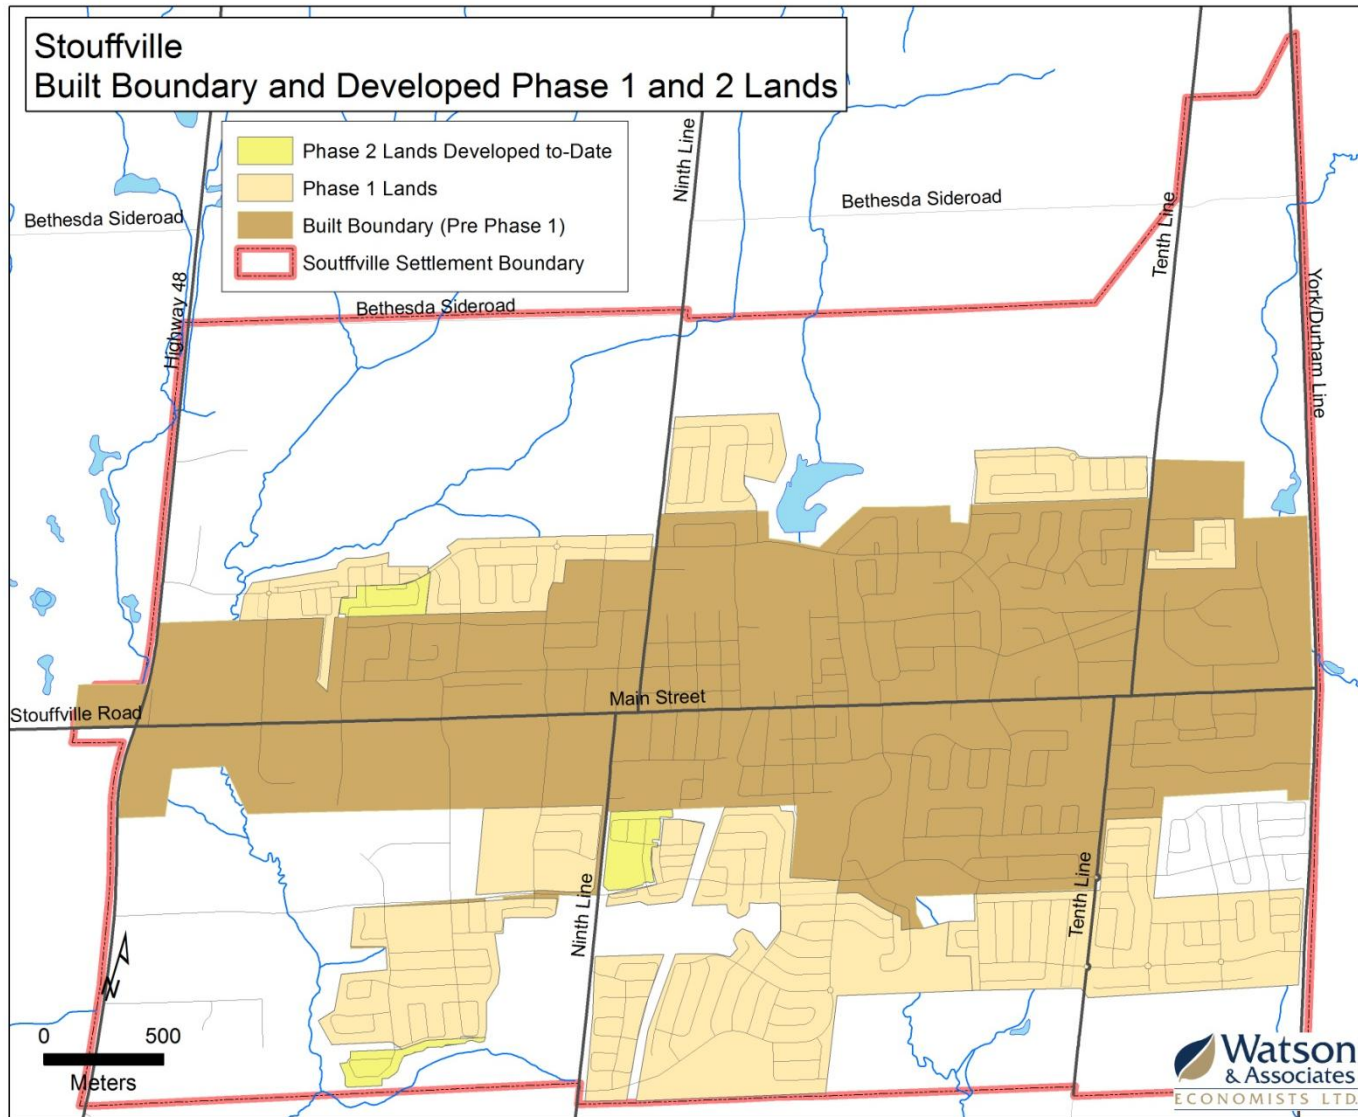 Stouffville
Built Boundary and Developed Phase 1 and 2 Lands
Phase 2 Lands Developed to-Date
Phase 1 Lands
Built Boundary (Pre Phase 1)
Soutffville Settlement Boundary
Bethesda Sideroad
Bethesda Sideroad
Bethesda Sideroad
Highway 48
Ninth Line
Tenth Line
York/Durham Line
Main Street
Stouffville Road
Ninth Line
Tenth Line
N
0 500
Meters
Watson
& Associates
ECONOMISTS LTD.